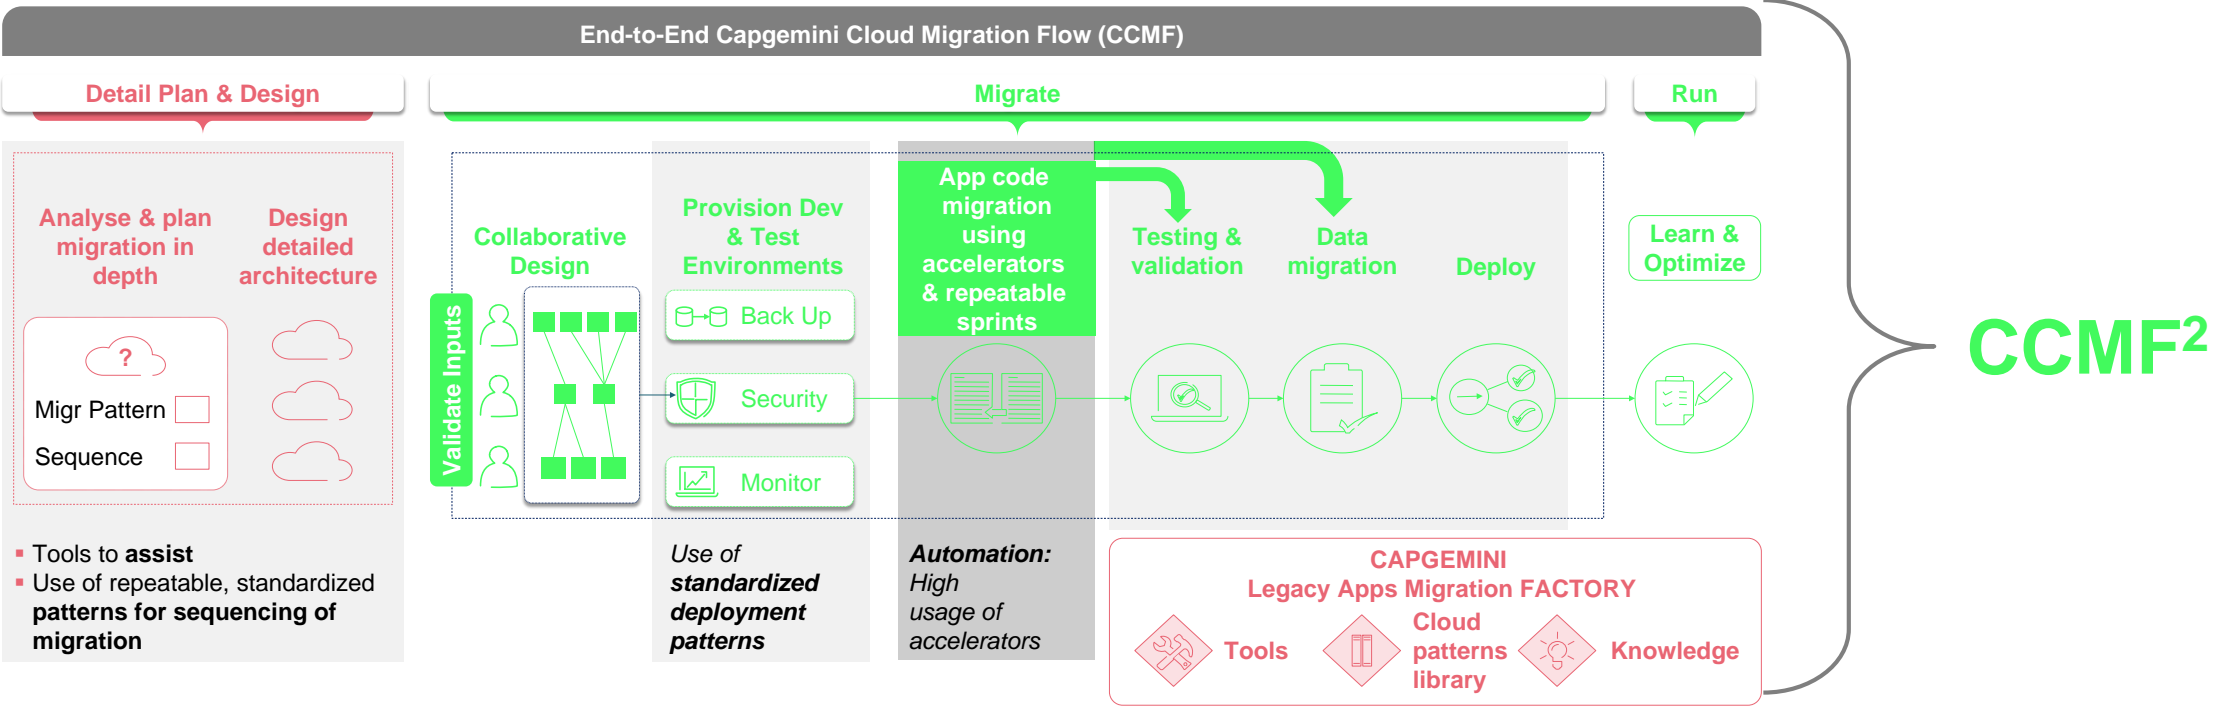 End-to-End Capgemini Cloud Migration Flow (CCMF)
Detail Plan & Design
Migrate
Run
Analyse & plan
migration in
depth
Design
detailed
architecture
?
Migr Pattern
Sequence
Validate Inputs
Collaborative
Design
Provision Dev
& Test
Environments
Back Up
Security
Monitor
App code
migration
using
accelerators
& repeatable
sprints
Testing &
validation
Data
migration
Deploy
Learn &
Optimize
CCMF²
▪ Tools to assist
▪ Use of repeatable, standardized
patterns for sequencing of
migration
Use of
standardized
deployment
patterns
Automation:
High
usage of
accelerators
CAPGEMINI
Legacy Apps Migration FACTORY
Tools
Cloud
patterns
library
Knowledge